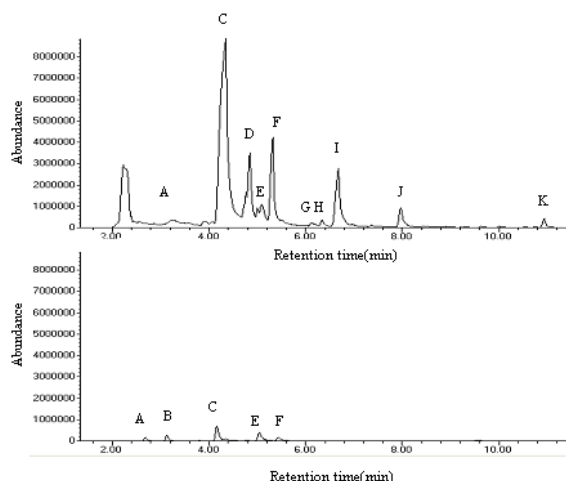 C
8000000
7000000
6000000
5000000
4000000
3000000
2000000
1000000
0
Abundance
A
D
E
F
G H
I
J
K
2.00 4.00 6.00 8.00 10.00
Retention time(min)
8000000
7000000
6000000
5000000
4000000
3000000
2000000
1000000
0
Abundance
A
B
C
E
F
2.00 4.00 6.00 8.00 10.00
Retention time(min)